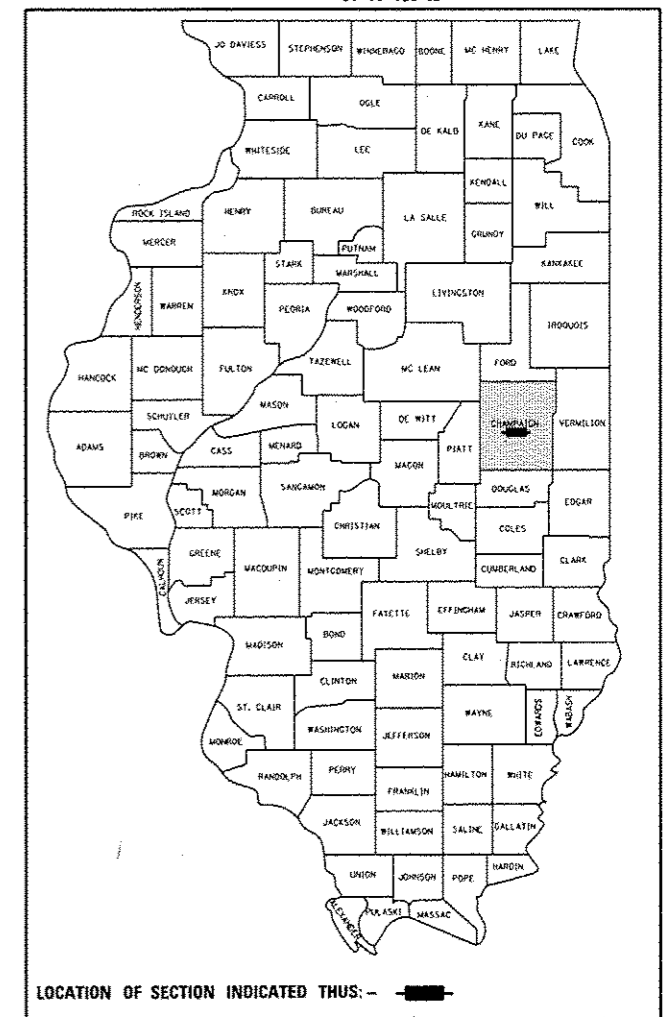 JO DAVIESS STEPHENSON WINNEBAGO BOONE MC HENRY LAKE
CARROLL OGLE KANE
DE KALB DU PAGE COOK
WHITESIDE LEE
KENDALL
ROCK ISLAND HENRY BUREAU LA SALLE WILL
MERCER PUTNAM GRUNDY
STARK MARSHALL KANKAKEE
HENDERSON WARREN KNOX PEORIA WOODFORD LIVINGSTON IROQUOIS
HANCOCK MC DONOUGH FULTON TAZEWELL MC LEAN FORD
SCHUYLER MASON LOGAN DE WITT CHAMPAIGN VERMILION
ADAMS BROWN CASS MENARD PIATT
MACON
PIKE SCOTT MORGAN SANGAMON MOULTRIE DOUGLAS EDGAR
CHRISTIAN COLES
GREENE SHELBY
CALHOUN MACOUPIN MONTGOMERY CUMBERLAND CLARK
JERSEY FAYETTE EFFINGHAM JASPER CRAWFORD
MADISON BOND
CLAY RICHLAND LAWRENCE
CLINTON MARION
ST. CLAIR WAYNE EDWARDS WABASH
WASHINGTON JEFFERSON
MONROE
RANDOLPH PERRY HAMILTON WHITE
FRANKLIN
JACKSON WILLIAMSON SALINE GALLATIN
UNION JOHNSON POPE HARDIN
ALEXANDER PULASKI MASSAC
LOCATION OF SECTION INDICATED THUS: -